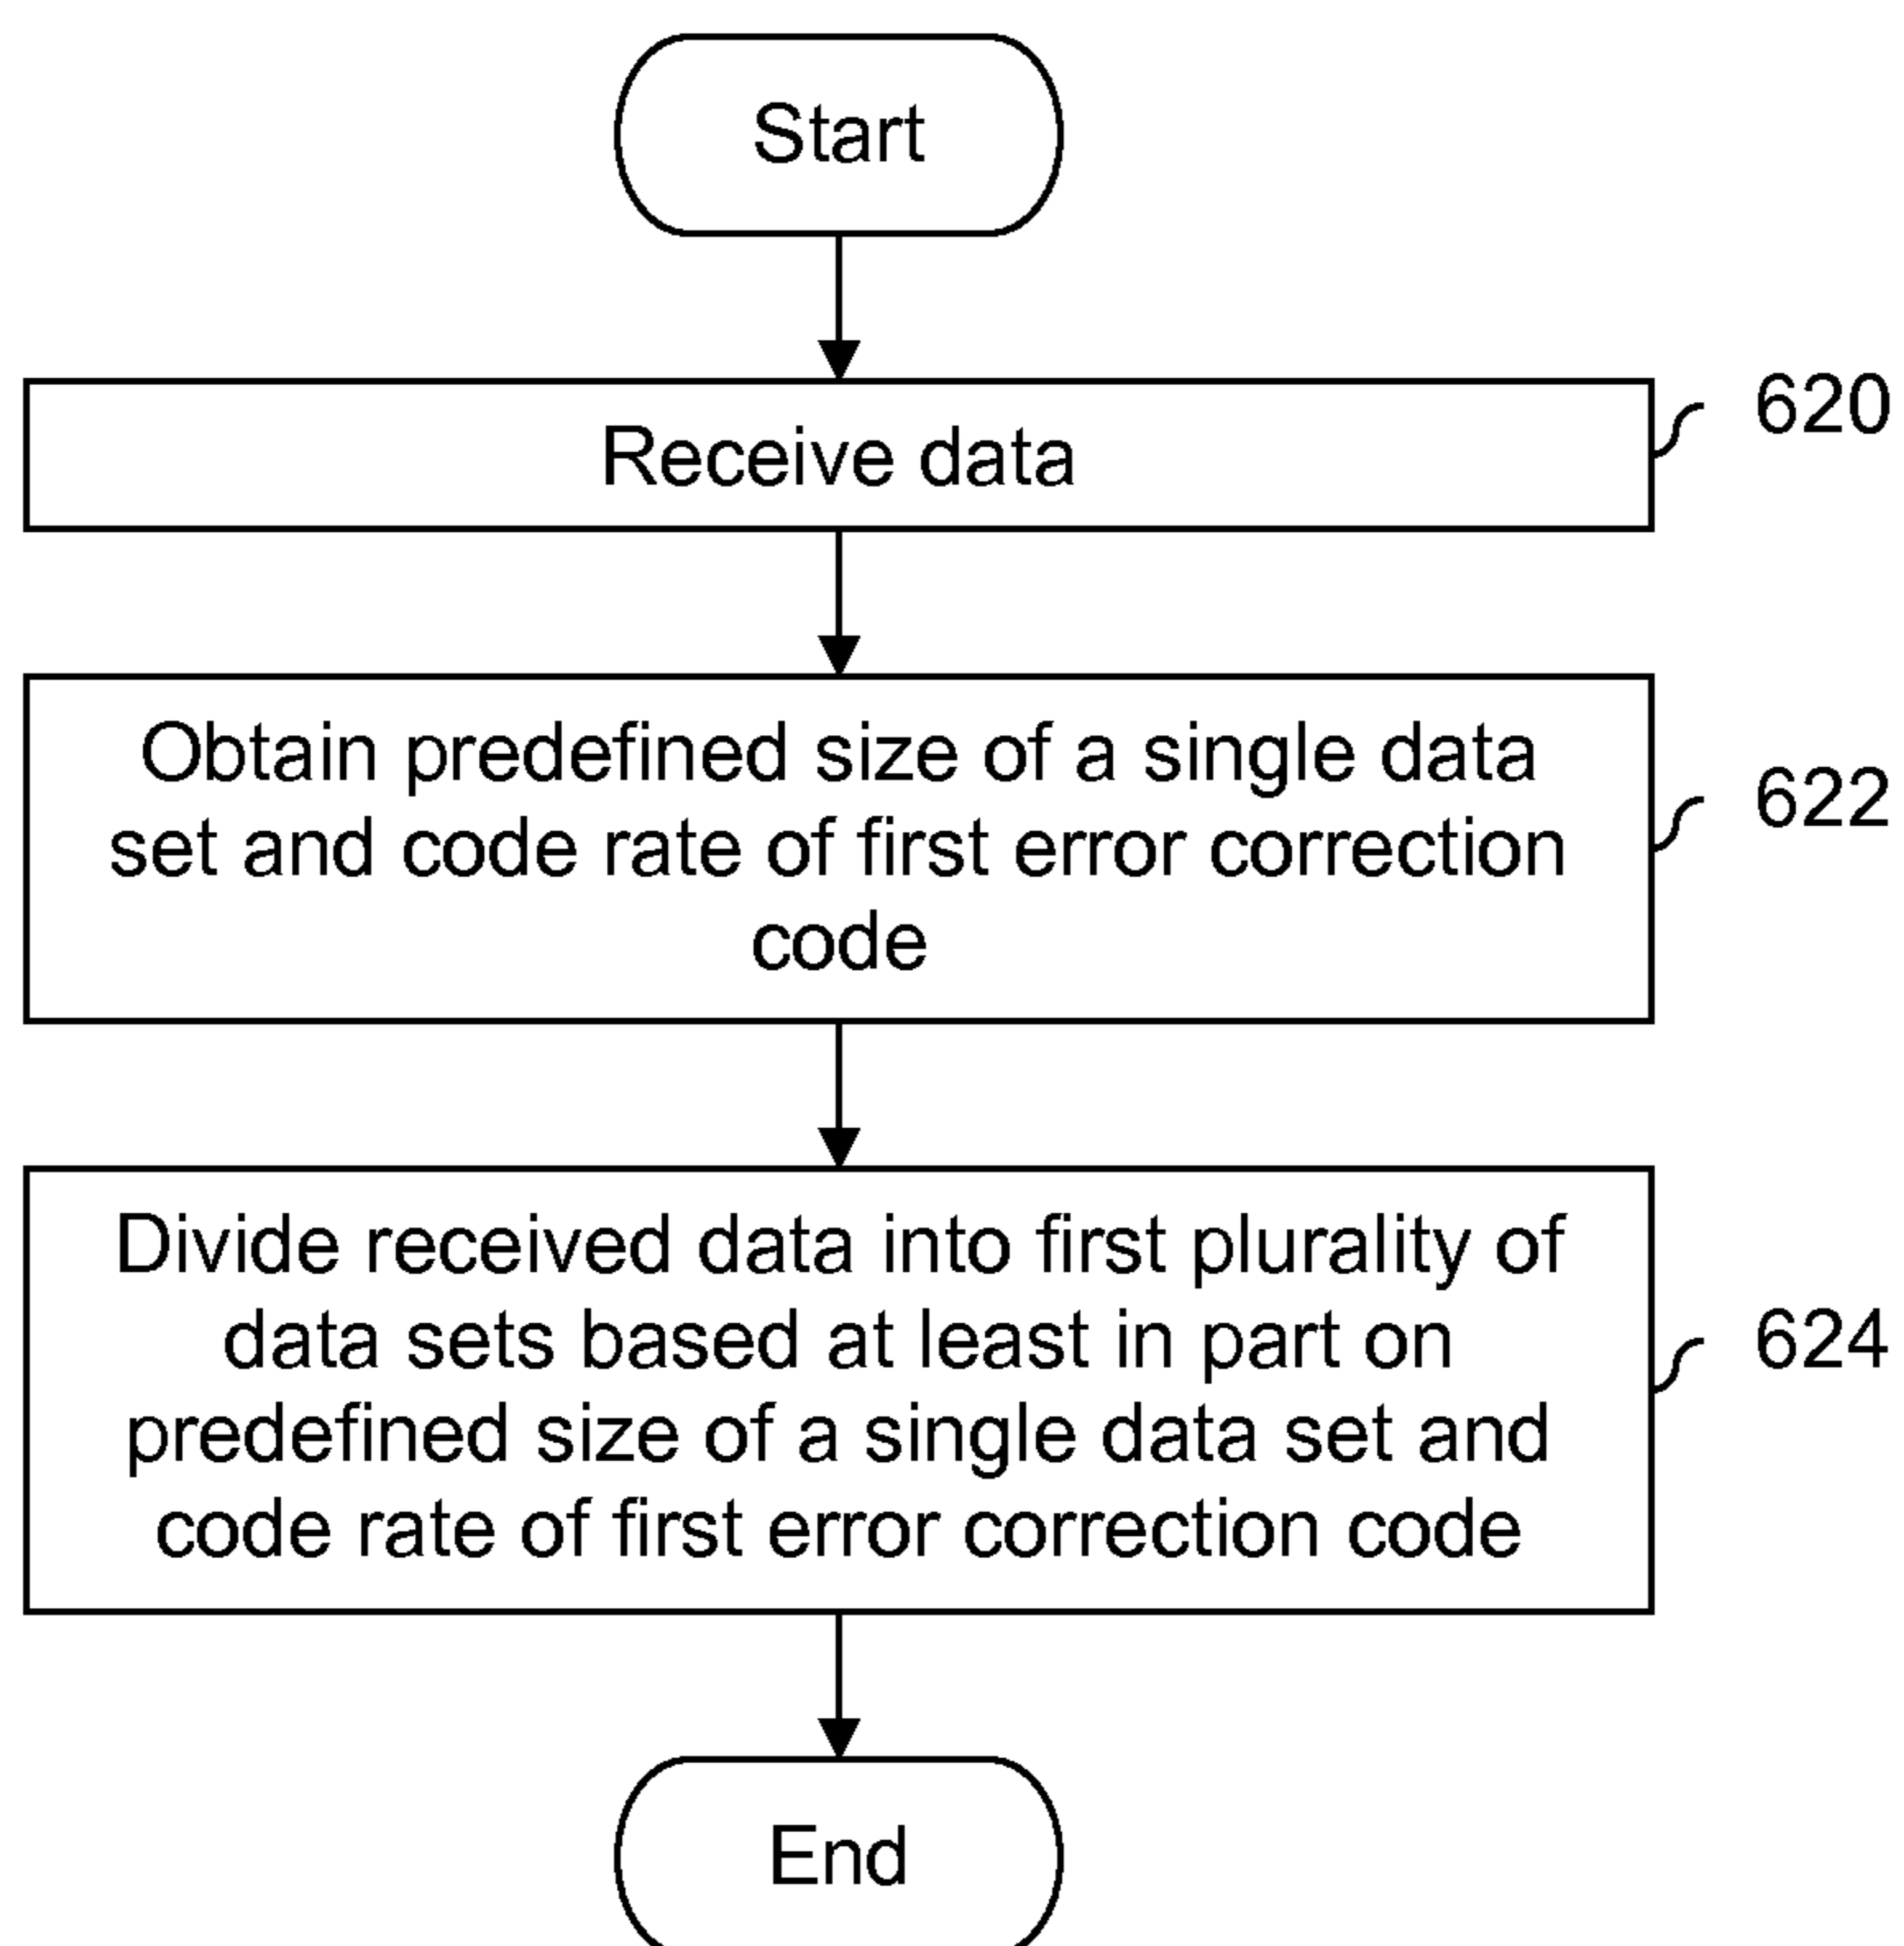 Start
Receive data
620
Obtain predefined size of a single data
set and code rate of first error correction
code
622
Divide received data into first plurality of
data sets based at least in part on
predefined size of a single data set and
code rate of first error correction code
624
End